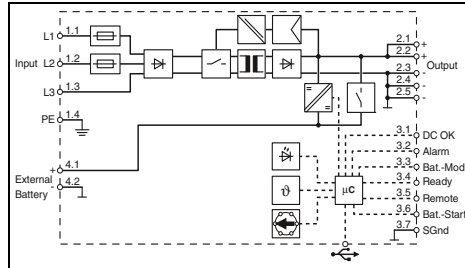 L1 1.1
Input L2 1.2
L3 1.3
PE 1.4
+ 4.1
External
Battery
- 4.2
=
=
ϑ
µC
2.1 +
2.2 +
Output
2.3 -
2.4 -
2.5 -
3.1 DC OK
3.2 Alarm
3.3 Bat.-Mode
3.4 Ready
3.5 Remote
3.6 Bat.-Start
3.7 SGnd